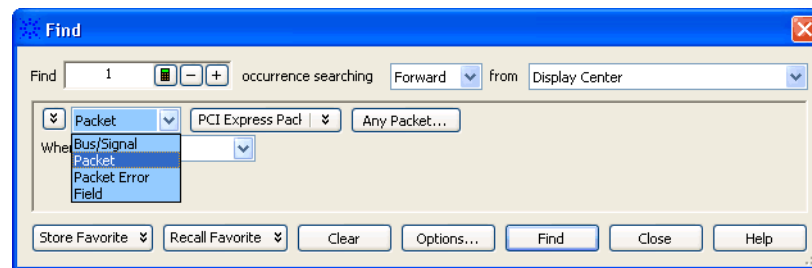 Find
Find 1 − + occurrence searching Forward from Display Center
Packet PCI Express Pack Any Packet...
When
Bus/Signal
Packet
Packet Error
Field
Store Favorite Recall Favorite Clear Options... Find Close Help